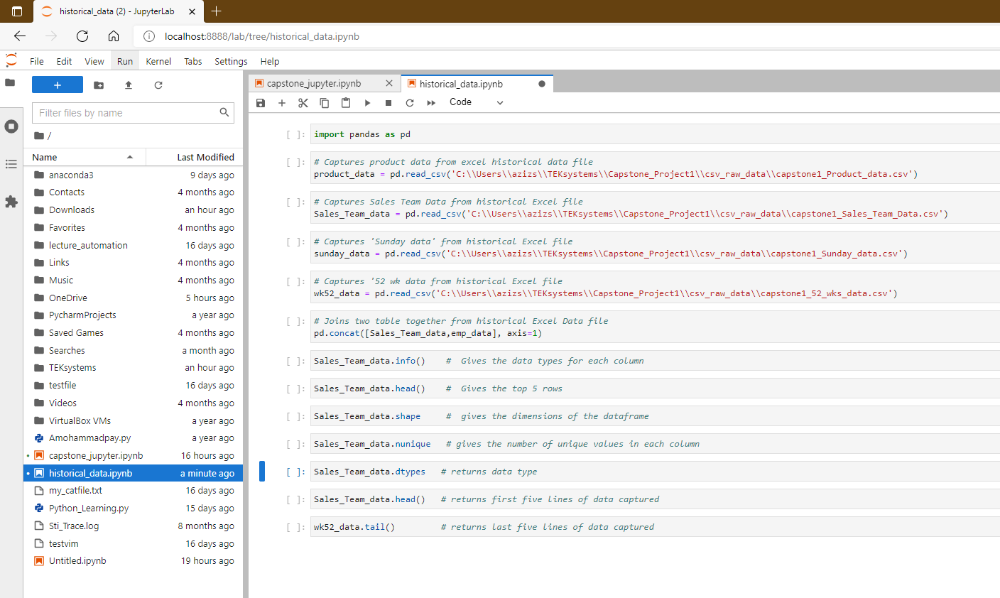 historical_data (2) - JupyterLab
localhost:8888/lab/tree/historical_data.ipynb
File Edit View Run Kernel Tabs Settings Help
Filter files by name
/
Name Last Modified
anaconda3 9 days ago
Contacts 4 months ago
Downloads an hour ago
Favorites 4 months ago
lecture_automation 16 days ago
Links 4 months ago
Music 4 months ago
OneDrive 5 hours ago
PycharmProjects a year ago
Saved Games 4 months ago
Searches a month ago
TEKsystems an hour ago
testfile 16 days ago
Videos 4 months ago
VirtualBox VMs a year ago
Amohammadpay.py a year ago
capstone_jupyter.ipynb 16 hours ago
historical_data.ipynb a minute ago
my_catfile.txt 16 days ago
Python_Learning.py 15 days ago
Sti_Trace.log 8 months ago
testvim 16 days ago
Untitled.ipynb 19 hours ago
capstone_jupyter.ipynb historical_data.ipynb
Code
[ ]: import pandas as pd
[ ]: # Captures product data from excel historical data file
product_data = pd.read_csv('C:\\Users\\azizs\\TEKsystems\\Capstone_Project1\\csv_raw_data\\capstone1_Product_data.csv')
[ ]: # Captures Sales Team Data from historical Excel file
Sales_Team_data = pd.read_csv('C:\\Users\\azizs\\TEKsystems\\Capstone_Project1\\csv_raw_data\\capstone1_Sales_Team_Data.csv')
[ ]: # Captures 'Sunday data' from historical Excel file
sunday_data = pd.read_csv('C:\\Users\\azizs\\TEKsystems\\Capstone_Project1\\csv_raw_data\\capstone1_Sunday_data.csv')
[ ]: # Captures '52 wk data from historical Excel file
wk52_data = pd.read_csv('C:\\Users\\azizs\\TEKsystems\\Capstone_Project1\\csv_raw_data\\capstone1_52_wks_data.csv')
[ ]: # Joins two table together from historical Excel Data file
pd.concat([Sales_Team_data,emp_data], axis=1)
[ ]: Sales_Team_data.info() # Gives the data types for each column
[ ]: Sales_Team_data.head() # Gives the top 5 rows
[ ]: Sales_Team_data.shape # gives the dimensions of the dataframe
[ ]: Sales_Team_data.nunique # gives the number of unique values in each column
[ ]: Sales_Team_data.dtypes # returns data type
[ ]: Sales_Team_data.head() # returns first five lines of data captured
[ ]: wk52_data.tail() # returns last five lines of data captured